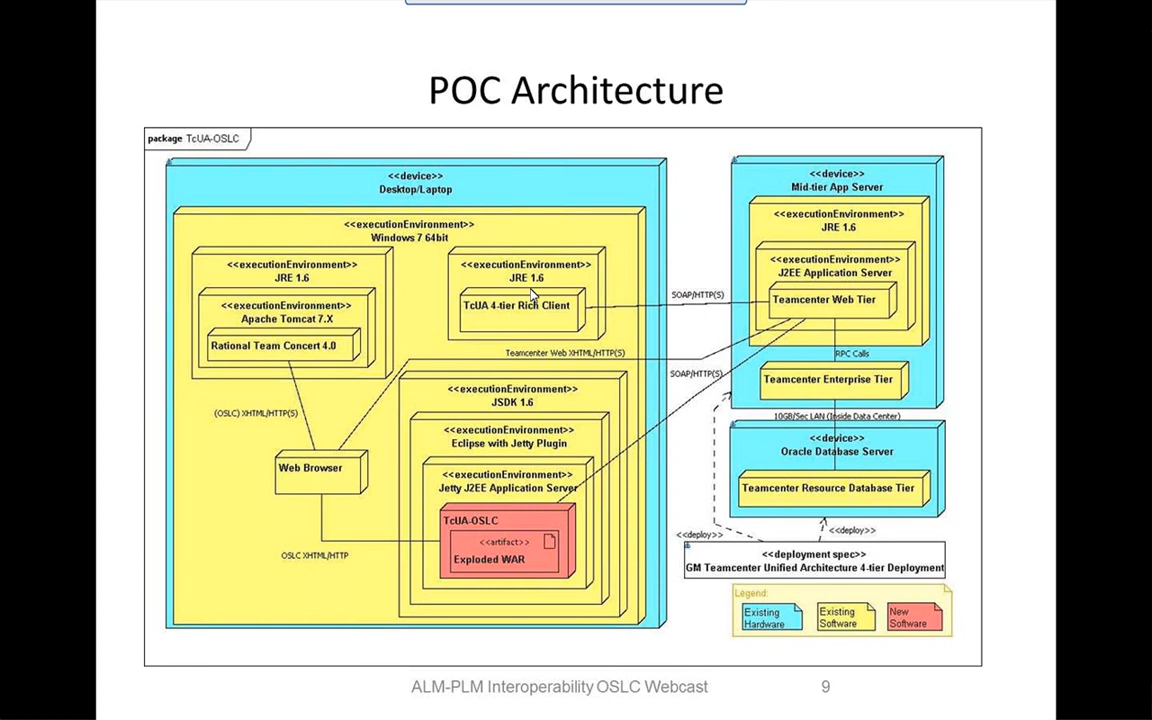 POC Architecture
package TcUA-OSLC
<<device>>
Desktop/Laptop
<<executionEnvironment>>
Windows 7 64bit
<<executionEnvironment>>
JRE 1.6
<<executionEnvironment>>
Apache Tomcat 7.X
Rational Team Concert 4.0
<<executionEnvironment>>
JRE 1.6
TcUA 4-tier Rich Client
SOAP/HTTP(S)
Teamcenter Web XHTML/HTTP(S)
SOAP/HTTP(S)
(OSLC) XHTML/HTTP(S)
Web Browser
OSLC XHTML/HTTP
<<executionEnvironment>>
JSDK 1.6
<<executionEnvironment>>
Eclipse with Jetty Plugin
<<executionEnvironment>>
Jetty J2EE Application Server
TcUA-OSLC
<<artifact>>
Exploded WAR
<<device>>
Mid-tier App Server
<<executionEnvironment>>
JRE 1.6
<<executionEnvironment>>
J2EE Application Server
Teamcenter Web Tier
RPC Calls
Teamcenter Enterprise Tier
10GB/Sec LAN (Inside Data Center)
<<device>>
Oracle Database Server
Teamcenter Resource Database Tier
<<deploy>>
<<deploy>>
<<deployment spec>>
GM Teamcenter Unified Architecture 4-tier Deployment
Legend:
Existing
Hardware
Existing
Software
New
Software
ALM-PLM Interoperability OSLC Webcast
9